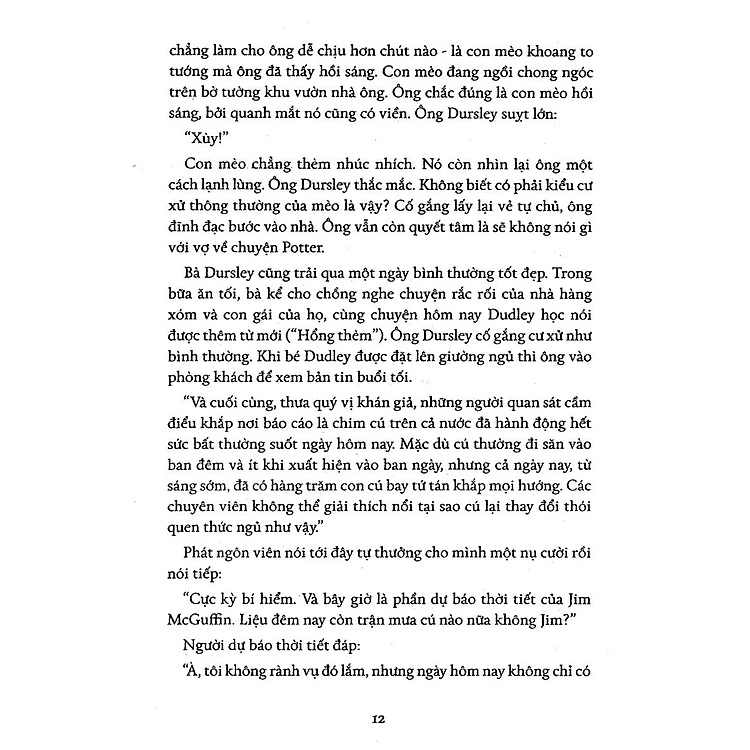 chẳng làm cho ông dễ chịu hơn chút nào - là con mèo khoang to
tướng mà ông đã thấy hồi sáng. Con mèo đang ngồi chong ngóc
trên bờ tường khu vườn nhà ông. Ông chắc đúng là con mèo hồi
sáng, bởi quanh mắt nó cũng có viền. Ông Dursley suỵt lớn:
“Xùy!”
Con mèo chẳng thèm nhúc nhích. Nó còn nhìn lại ông một
cách lạnh lùng. Ông Dursley thắc mắc. Không biết có phải kiểu cư
xử thông thường của mèo là vậy? Cố gắng lấy lại vẻ tự chủ, ông
đĩnh đạc bước vào nhà. Ông vẫn còn quyết tâm là sẽ không nói gì
với vợ về chuyện Potter.
Bà Dursley cũng trải qua một ngày bình thường tốt đẹp. Trong
bữa ăn tối, bà kể cho chồng nghe chuyện rắc rối của nhà hàng
xóm và con gái của họ, cùng chuyện hôm nay Dudley học nói
được thêm từ mới (“Hổng thèm”). Ông Dursley cố gắng cư xử như
bình thường. Khi bé Dudley được đặt lên giường ngủ thì ông vào
phòng khách để xem bản tin buổi tối.
“Và cuối cùng, thưa quý vị khán giả, những người quan sát cầm
điểu khắp nơi báo cáo là chim cú trên cả nước đã hành động hết
sức bất thường suốt ngày hôm nay. Mặc dù cú thường đi săn vào
ban đêm và ít khi xuất hiện vào ban ngày, nhưng cả ngày nay, từ
sáng sớm, đã có hàng trăm con cú bay tứ tán khắp mọi hướng. Các
chuyên viên không thể giải thích nổi tại sao cú lại thay đổi thói
quen thức ngủ như vậy.”
Phát ngôn viên nói tới đây tự thưởng cho mình một nụ cười rồi
nói tiếp:
“Cực kỳ bí hiểm. Và bây giờ là phần dự báo thời tiết của Jim
McGuffin. Liệu đêm nay còn trận mưa cú nào nữa không Jim?”
Người dự báo thời tiết đáp:
“À, tôi không rành vụ đó lắm, nhưng ngày hôm nay không chỉ có
12